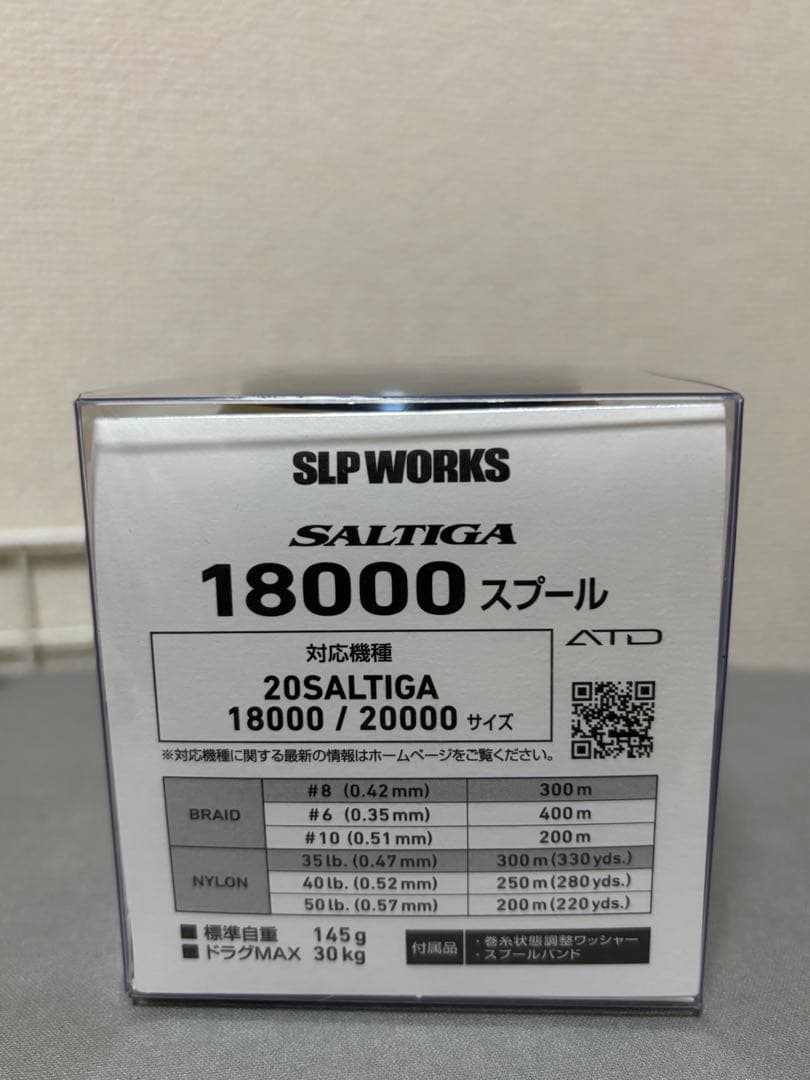 SLP WORKS
SALTIGA
18000 スプール
ATD
対応機種
20SALTIGA
18000 / 20000 サイズ
※対応機種に関する最新の情報はホームページをご覧ください。
BRAID
#8 (0.42mm) 300m
#6 (0.35mm) 400m
#10 (0.51mm) 200m
NYLON
35lb. (0.47mm) 300m(330yds.)
40lb. (0.52mm) 250m(280yds.)
50lb. (0.57mm) 200m(220yds.)
■ 標準自重 145g
■ ドラグMAX 30kg
付属品
・巻糸状態調整ワッシャー
・スプールバンド